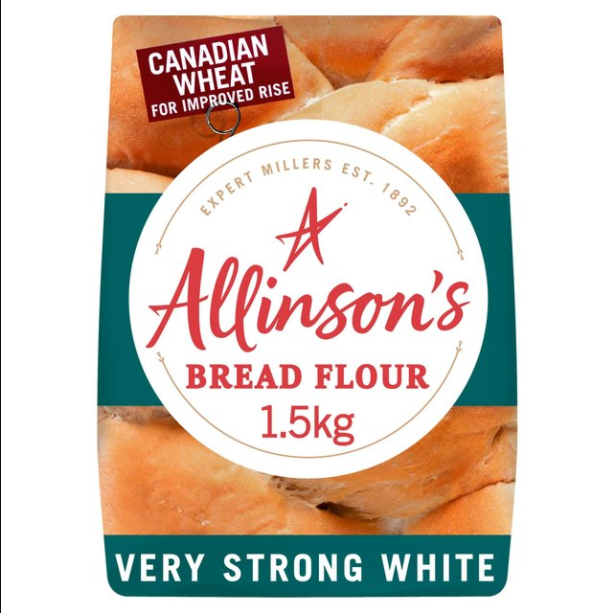 CANADIAN
WHEAT
FOR IMPROVED RISE
EXPERT MILLERS EST. 1892
Allinson's
BREAD FLOUR
1.5kg
VERY STRONG WHITE